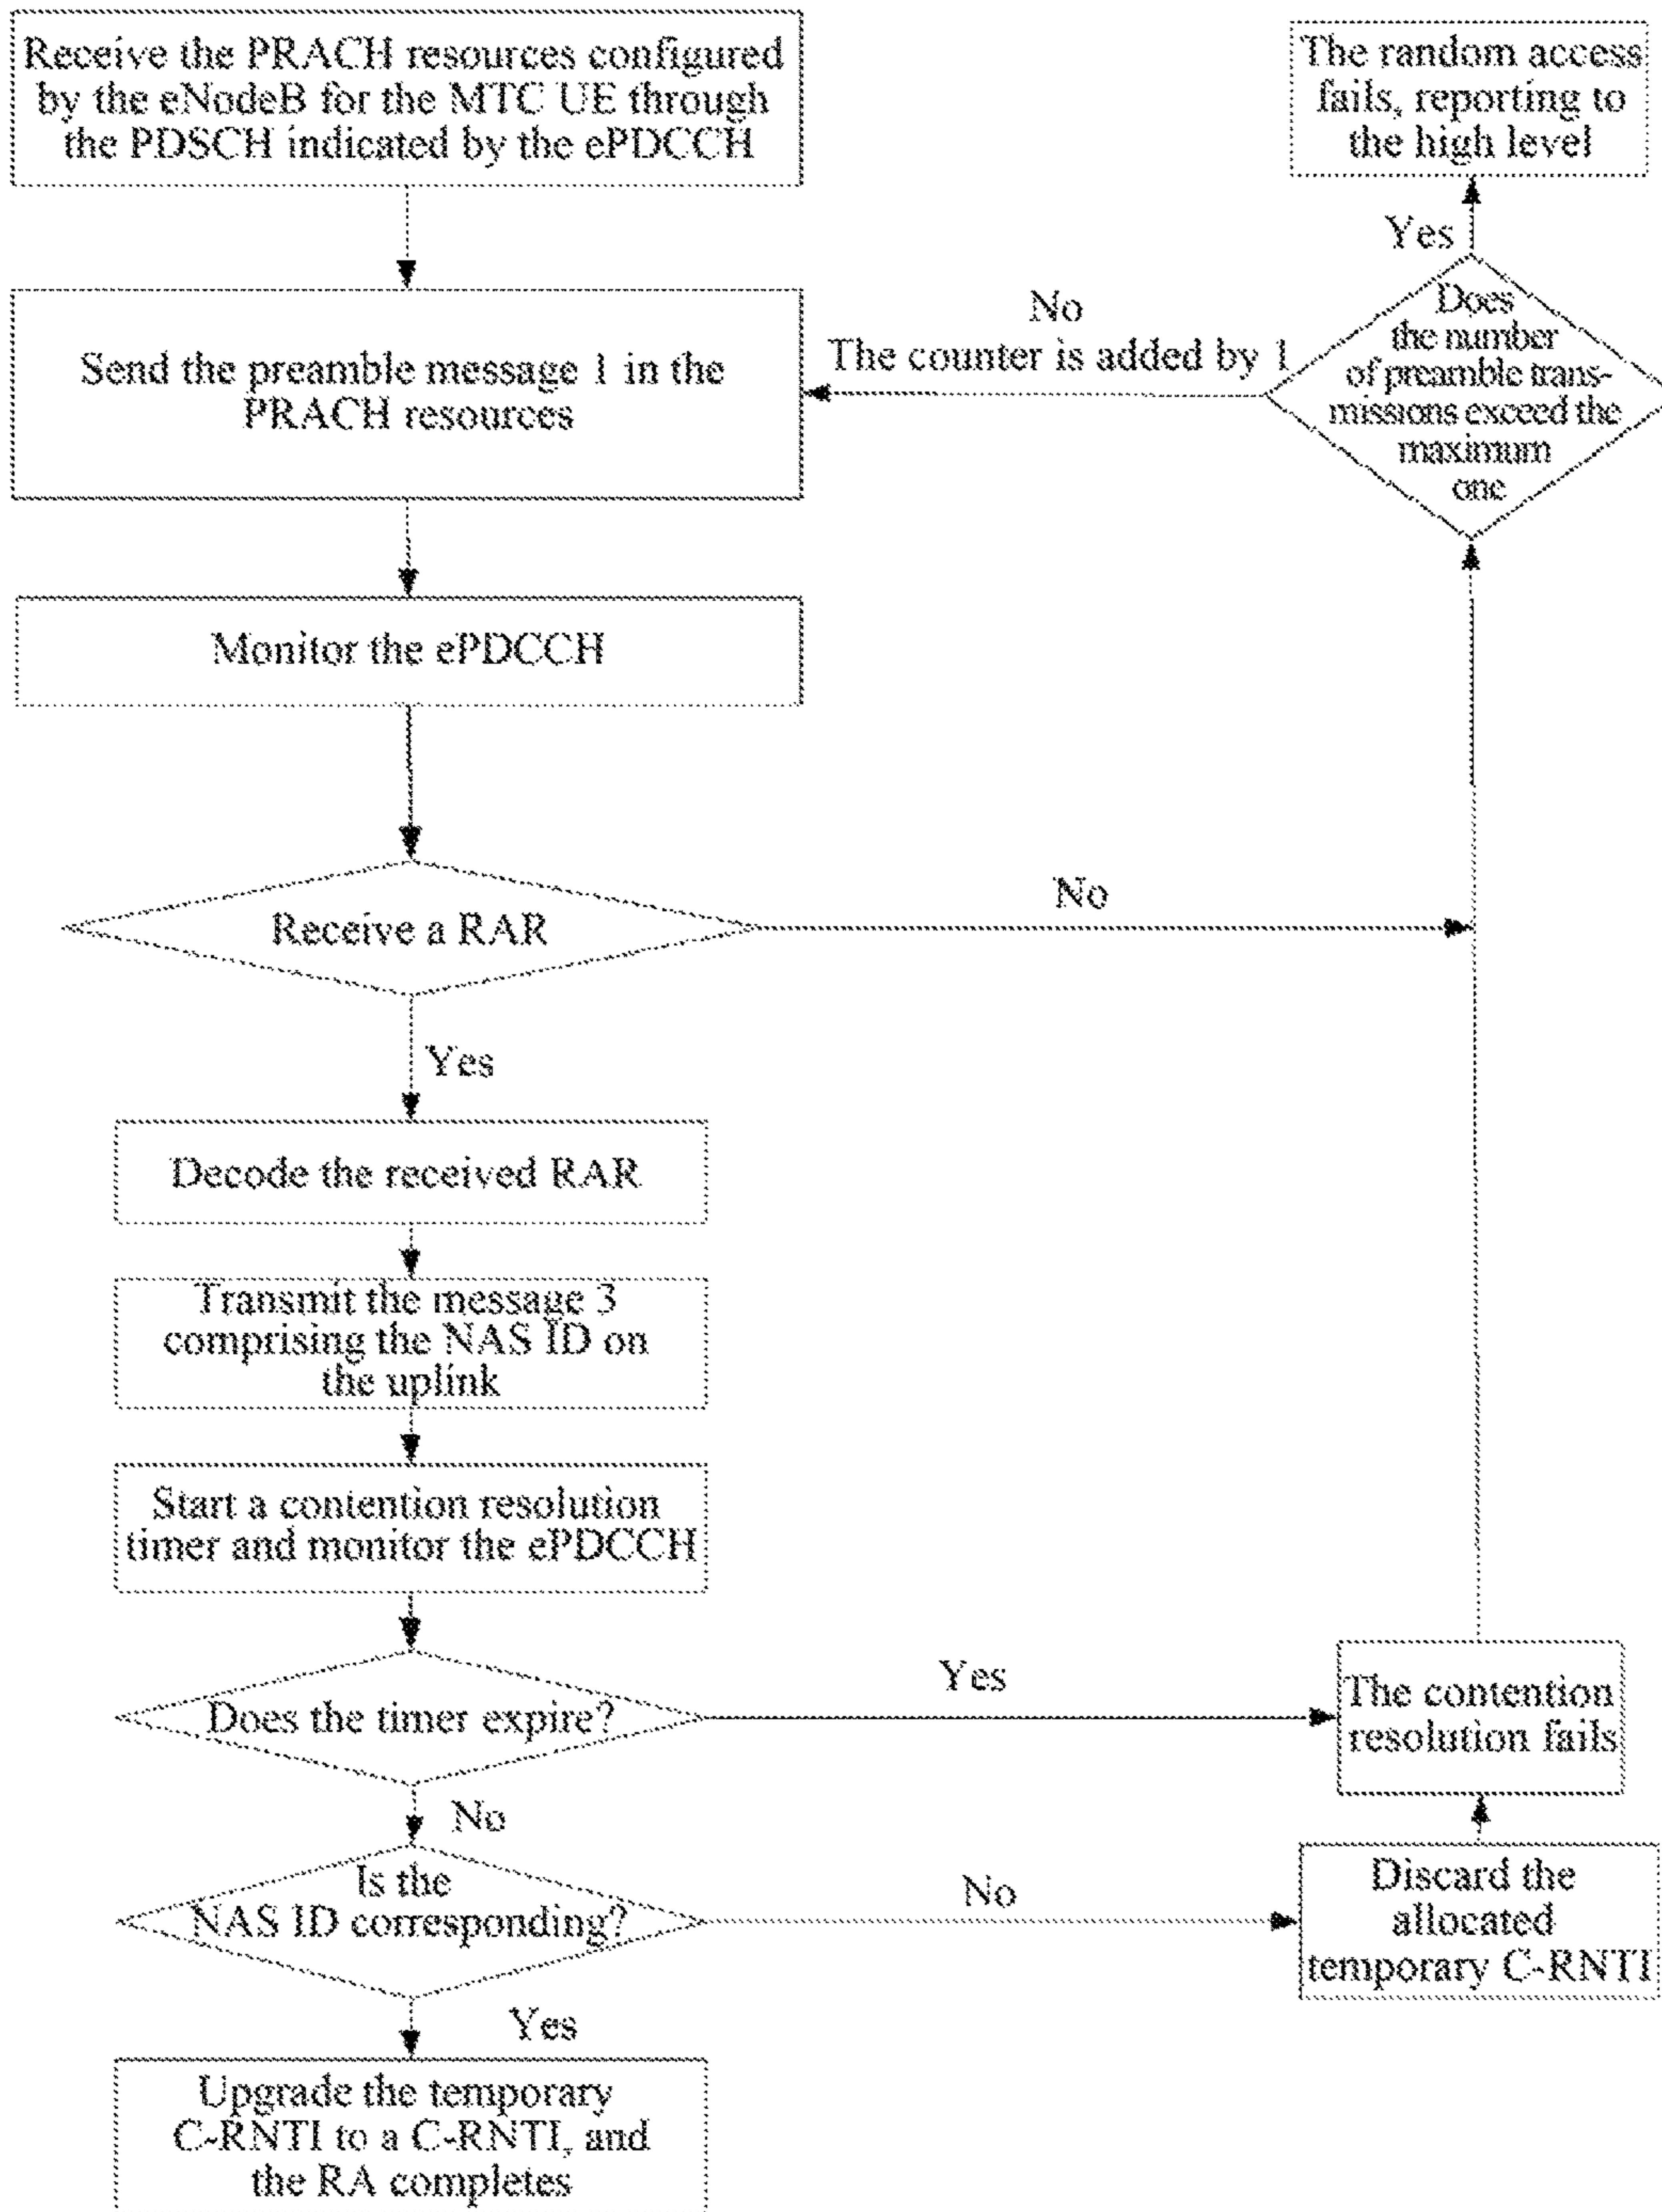 Receive the PRACH resources configured
by the eNodeB for the MTC UE through
the PDSCH indicated by the ePDCCH
The random access
fails, reporting to
the high level
Yes
Does
the number
of preamble trans-
missions exceed the
maximum
one
No
The counter is added by 1
Send the preamble message 1 in the
PRACH resources
Monitor the ePDCCH
Receive a RAR
No
Yes
Decode the received RAR
Transmit the message 3
comprising the NAS ID on
the uplink
Start a contention resolution
timer and monitor the ePDCCH
Does the timer expire?
Yes
The contention
resolution fails
No
Is the
NAS ID corresponding?
No
Discard the
allocated
temporary C-RNTI
Yes
Upgrade the temporary
C-RNTI to a C-RNTI, and
the RA completes